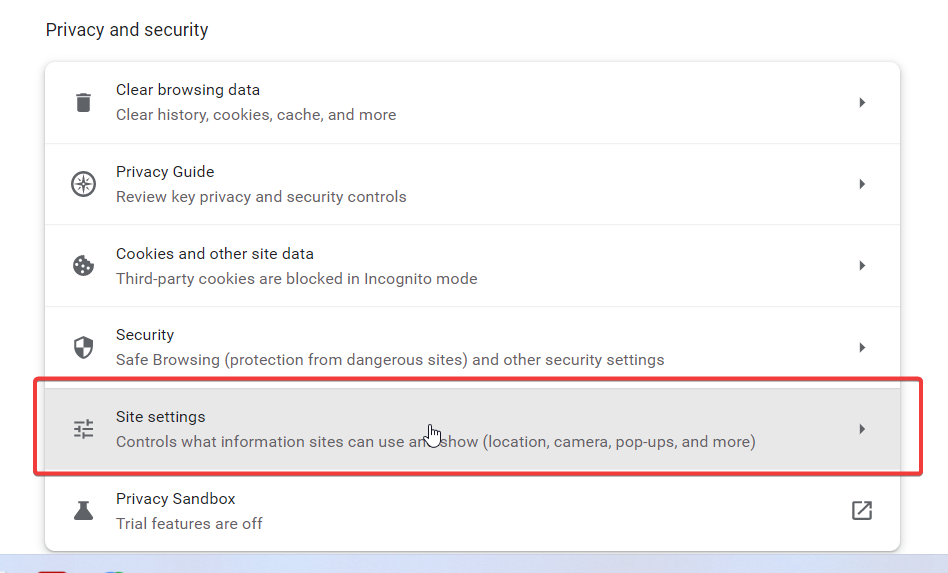 Privacy and security
Clear browsing data
Clear history, cookies, cache, and more
Privacy Guide
Review key privacy and security controls
Cookies and other site data
Third-party cookies are blocked in Incognito mode
Security
Safe Browsing (protection from dangerous sites) and other security settings
Site settings
Controls what information sites can use and show (location, camera, pop-ups, and more)
Privacy Sandbox
Trial features are off